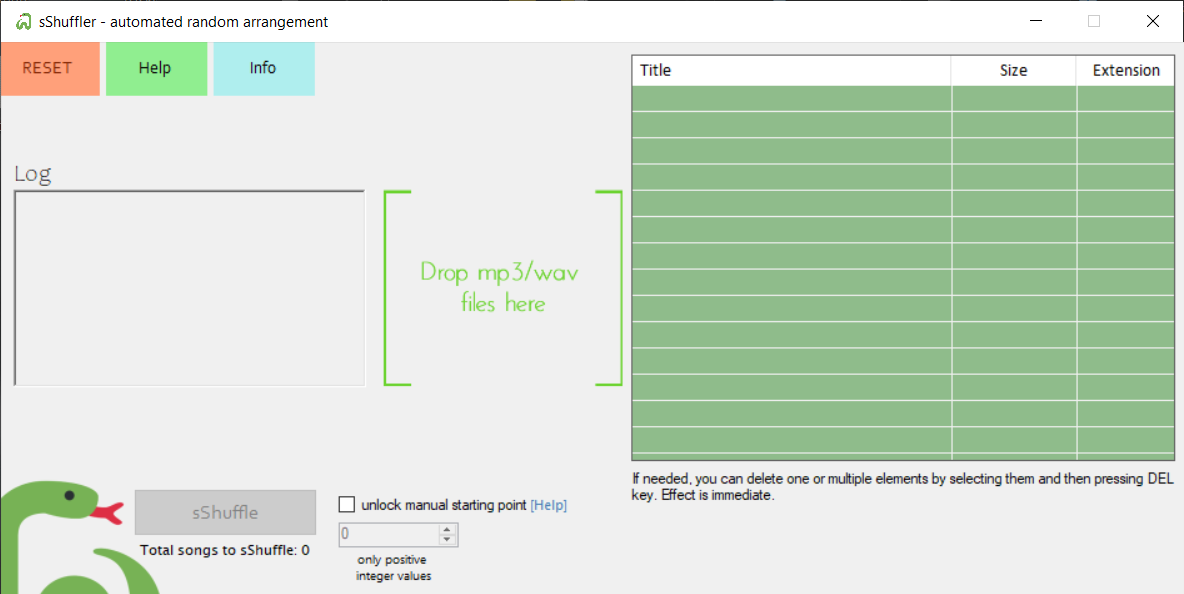 sShuffler - automated random arrangement
RESET
Help
Info
Title
Size
Extension
Log
Drop mp3/wav
files here
If needed, you can delete one or multiple elements by selecting them and then pressing DEL
key. Effect is immediate.
sShuffle
Total songs to sShuffle: 0
unlock manual starting point [Help]
0
only positive
integer values